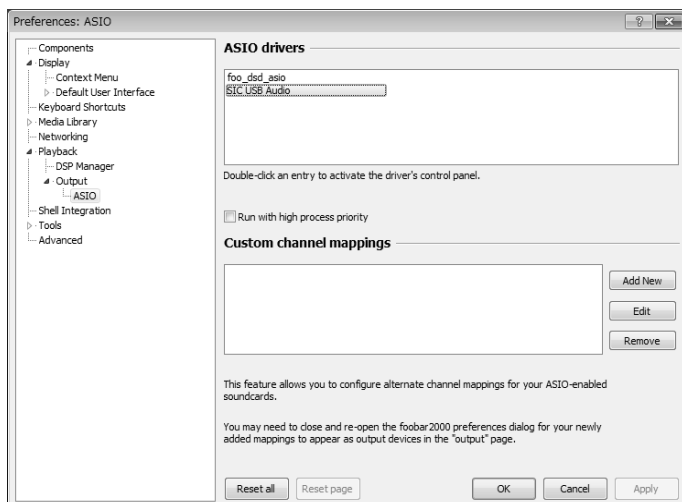 Preferences: ASIO
Components
Display
Context Menu
Default User Interface
Keyboard Shortcuts
Media Library
Networking
Playback
DSP Manager
Output
ASIO
Shell Integration
Tools
Advanced
ASIO drivers
foo_dsd_asio
SIC USB Audio
Double-click an entry to activate the driver's control panel.
Run with high process priority
Custom channel mappings
Add New
Edit
Remove
This feature allows you to configure alternate channel mappings for your ASIO-enabled
soundcards.
You may need to close and re-open the foobar2000 preferences dialog for your newly
added mappings to appear as output devices in the "output" page.
Reset all
Reset page
OK
Cancel
Apply